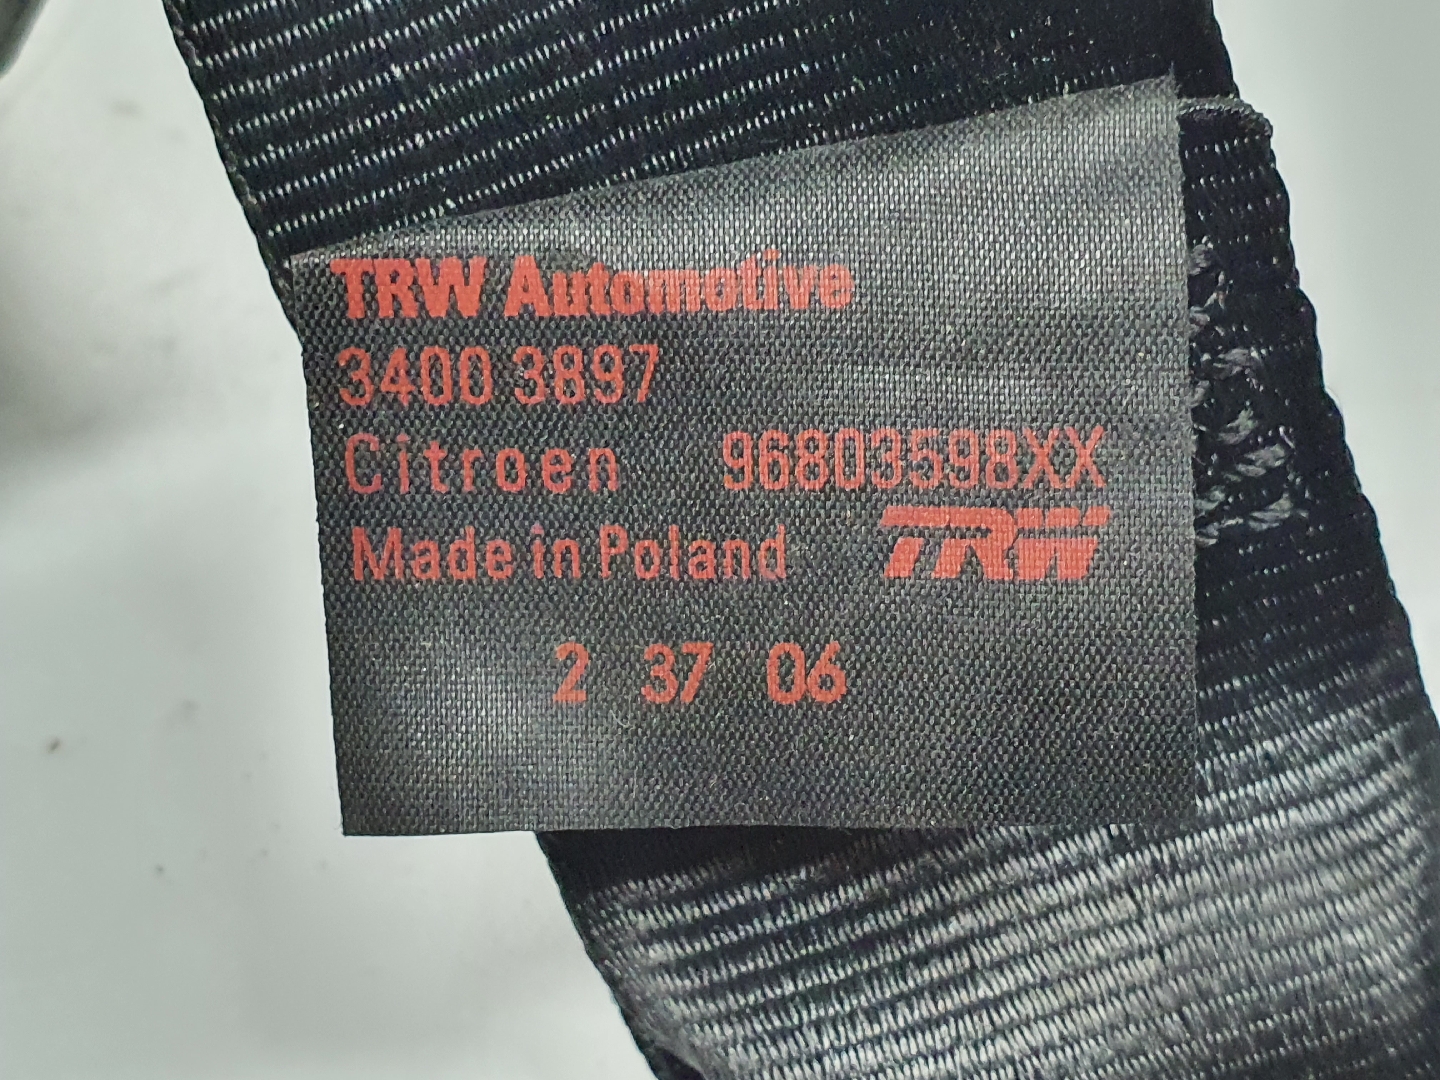 TRW Automotive
3400 3897
Citroen 96803598XX
Made in Poland TRW
2 37 06